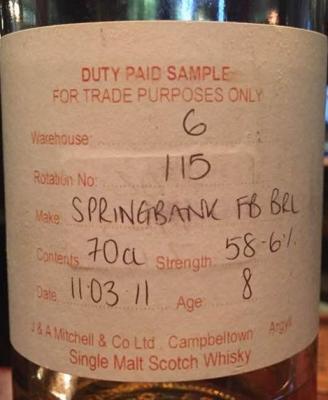 DUTY PAID SAMPLE
FOR TRADE PURPOSES ONLY
Warehouse: 6
Rotation No: 115
Make: SPRINGBANK FB BRL
Contents: 70cl Strength: 58.6%
Date: 11.03.11 Age: 8
J & A Mitchell & Co Ltd. Campbeltown Argyll
Single Malt Scotch Whisky